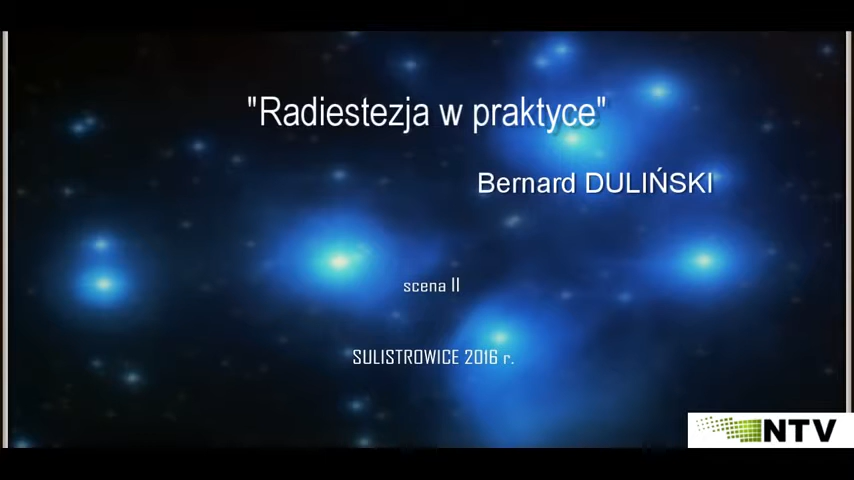 "Radiestezja w praktyce"
Bernard DULIŃSKI
scena II
SULISTROWICE 2016 r.
NTV